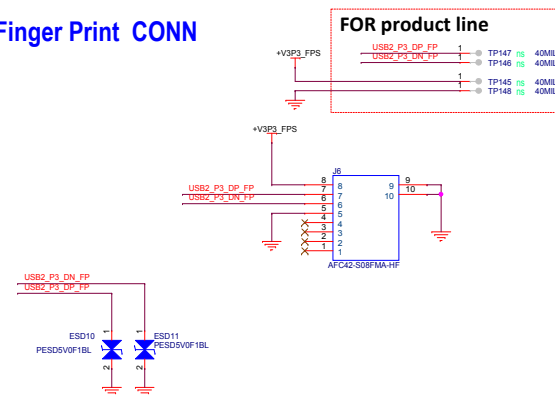 Finger Print CONN
FOR product line
+V3P3_FPS
USB2_P3_DP_FP 1 TP147 ns 40MIL
USB2_P3_DN_FP 1 TP146 ns 40MIL
1 TP145 ns 40MIL
1 TP148 ns 40MIL
+V3P3_FPS
J6
8 8 9 9
USB2_P3_DP_FP 7 7 10 10
USB2_P3_DN_FP 6 6
5 5
4 4
3 3
2 2
1 1
AFC42-S08FMA-HF
USB2_P3_DN_FP
USB2_P3_DP_FP
ESD10 1
PESD5V0F1BL
2
1 ESD11
PESD5V0F1BL
2